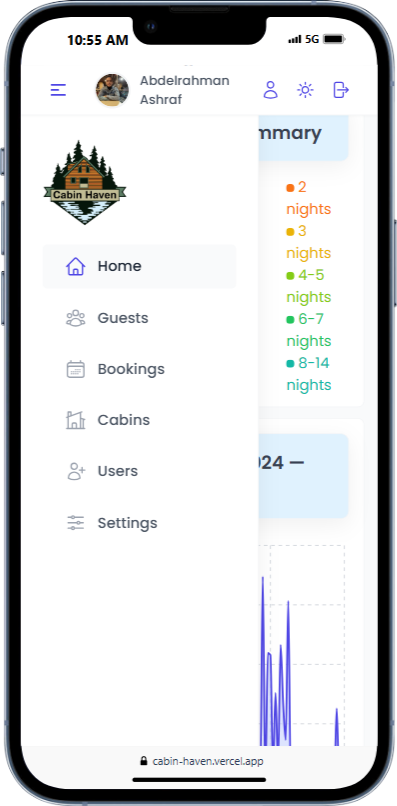 10:55 AM
5G
Abdelrahman
Ashraf
Cabin Haven
Home
Guests
Bookings
Cabins
Users
Settings
mmary
2
nights
3
nights
4-5
nights
6-7
nights
8-14
nights
024 —
cabin-haven.vercel.app